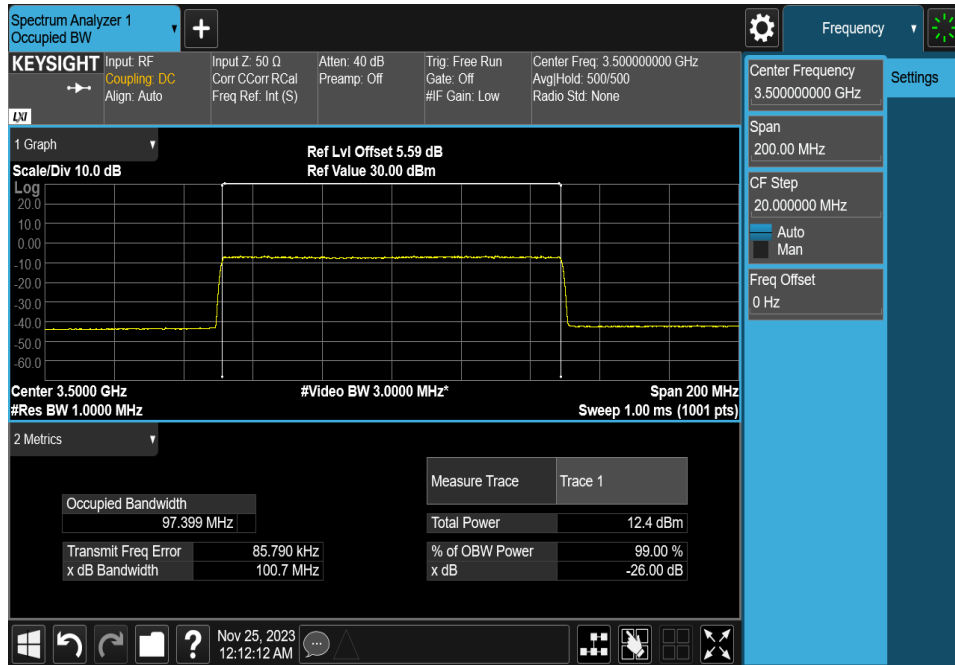 Spectrum Analyzer 1
Occupied BW
Frequency
KEYSIGHT
LXI
Input: RF
Coupling: DC
Align: Auto
Input Z: 50 Ω
Corr CCorr RCal
Freq Ref: Int (S)
Atten: 40 dB
Preamp: Off
Trig: Free Run
Gate: Off
#IF Gain: Low
Center Freq: 3.500000000 GHz
Avg|Hold: 500/500
Radio Std: None
Center Frequency
3.500000000 GHz
Settings
Span
200.00 MHz
CF Step
20.000000 MHz
Auto
Man
Freq Offset
0 Hz
1 Graph
Scale/Div 10.0 dB
Ref Lvl Offset 5.59 dB
Ref Value 30.00 dBm
Log
20.0
10.0
0.00
-10.0
-20.0
-30.0
-40.0
-50.0
-60.0
Center 3.5000 GHz
#Video BW 3.0000 MHz*
Span 200 MHz
#Res BW 1.0000 MHz
Sweep 1.00 ms (1001 pts)
2 Metrics
Measure Trace
Trace 1
Occupied Bandwidth
97.399 MHz
Total Power
12.4 dBm
Transmit Freq Error
85.790 kHz
% of OBW Power
99.00 %
x dB Bandwidth
100.7 MHz
x dB
-26.00 dB
Nov 25, 2023
12:12:12 AM